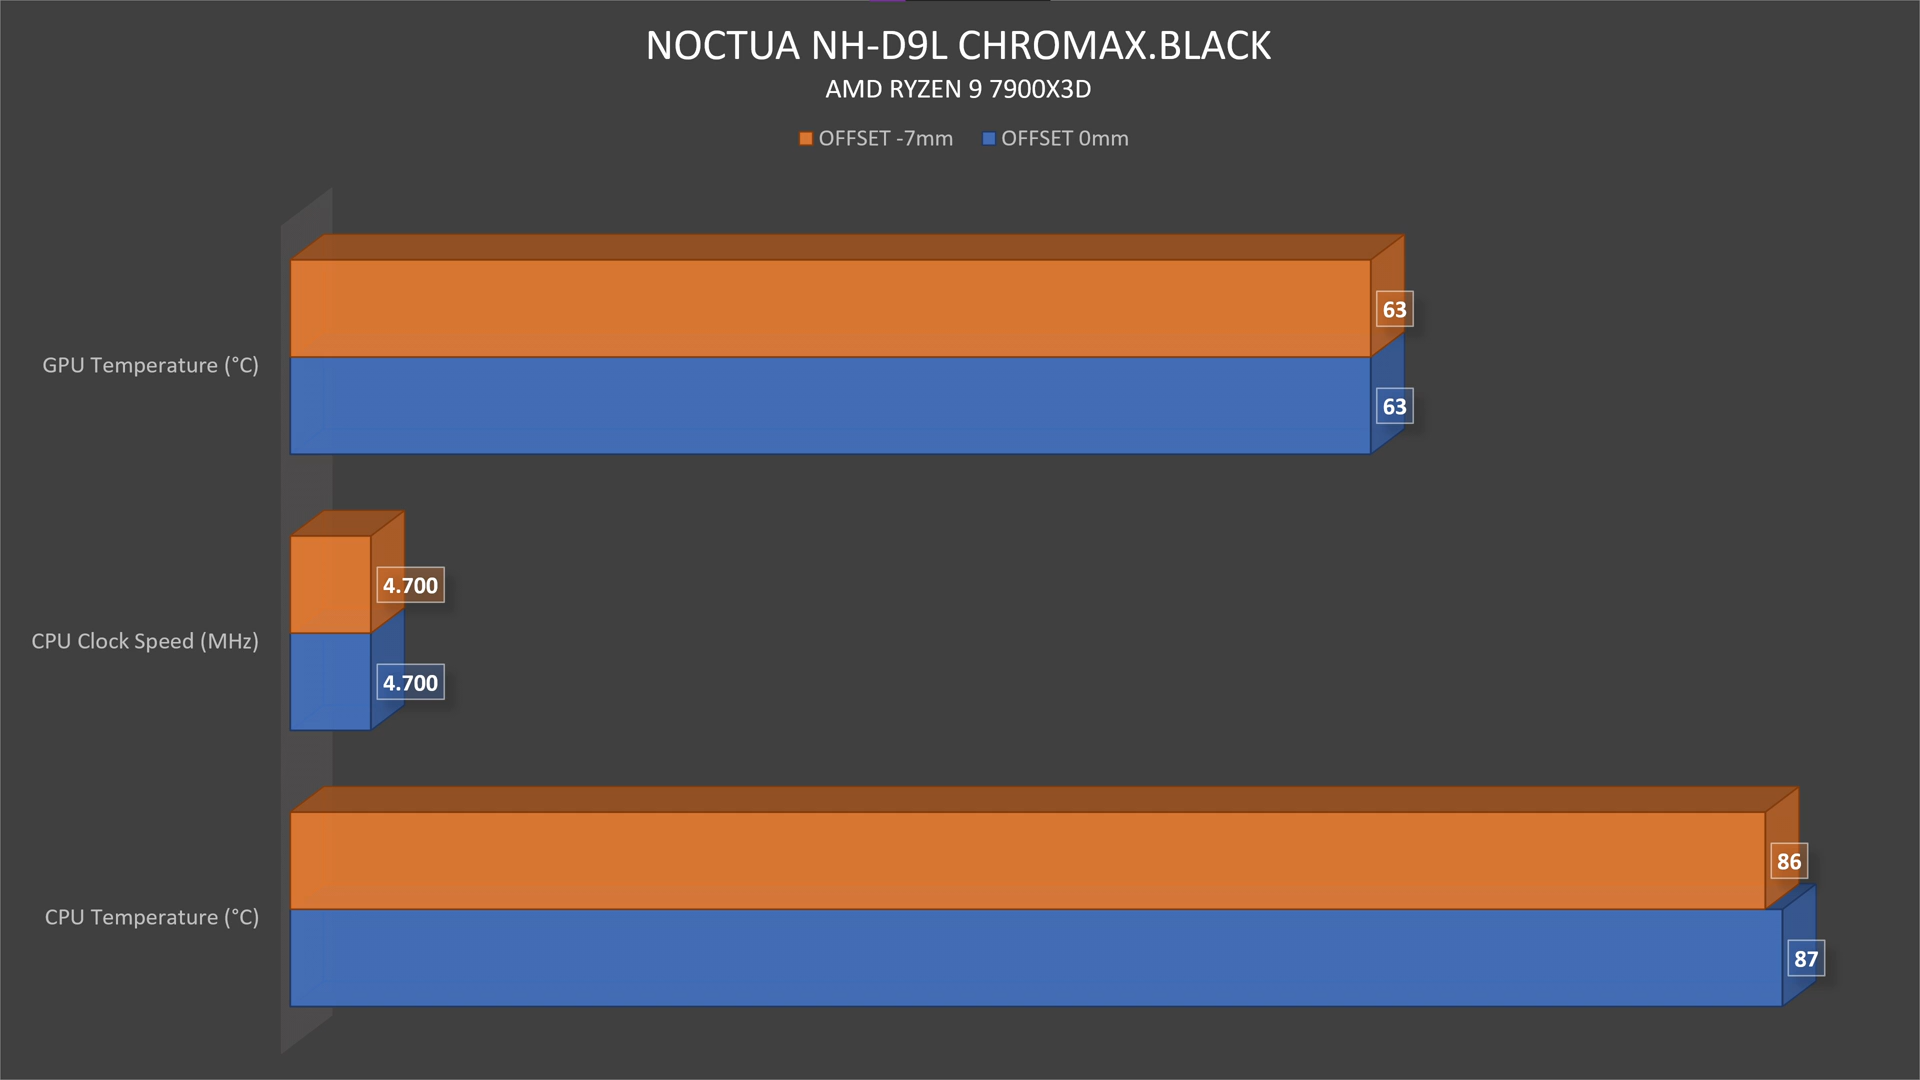 NOCTUA NH-D9L CHROMAX.BLACK
AMD RYZEN 9 7900X3D
OFFSET -7mm OFFSET 0mm
GPU Temperature (°C)
63
63
CPU Clock Speed (MHz)
4.700
4.700
CPU Temperature (°C)
86
87